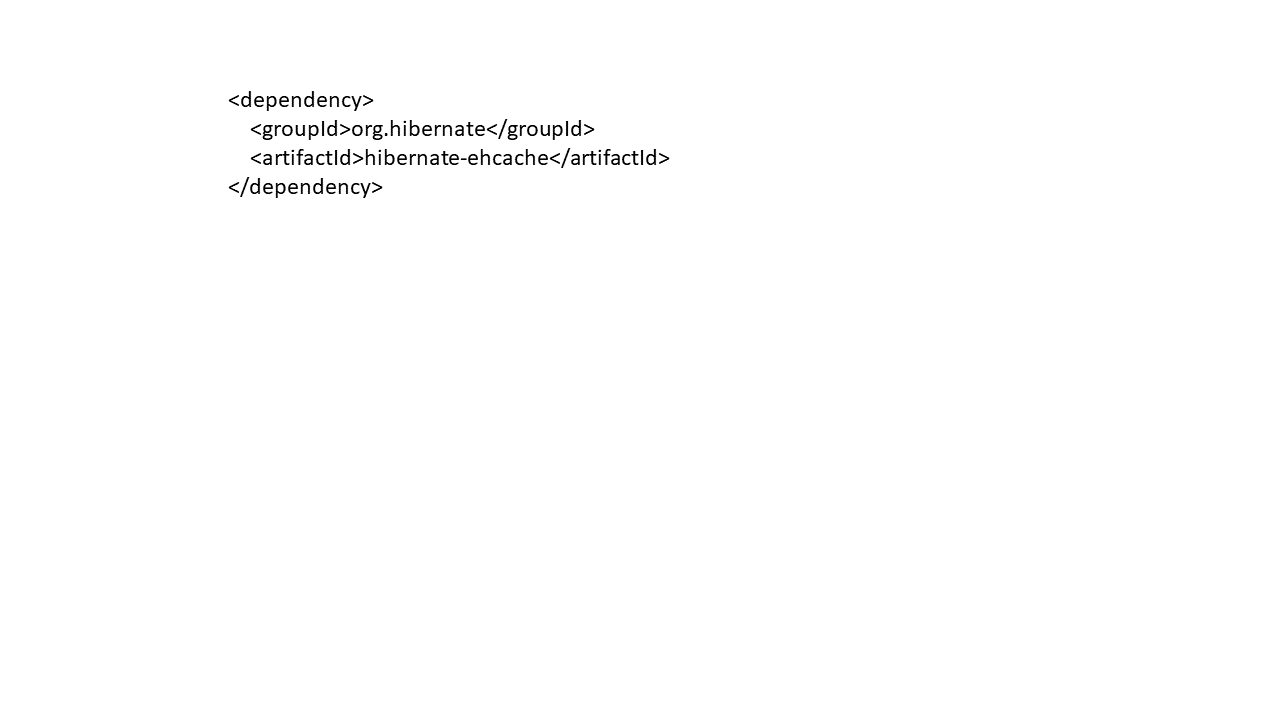 <dependency>
    <groupId>org.hibernate</groupId>
    <artifactId>hibernate-ehcache</artifactId>
</dependency>